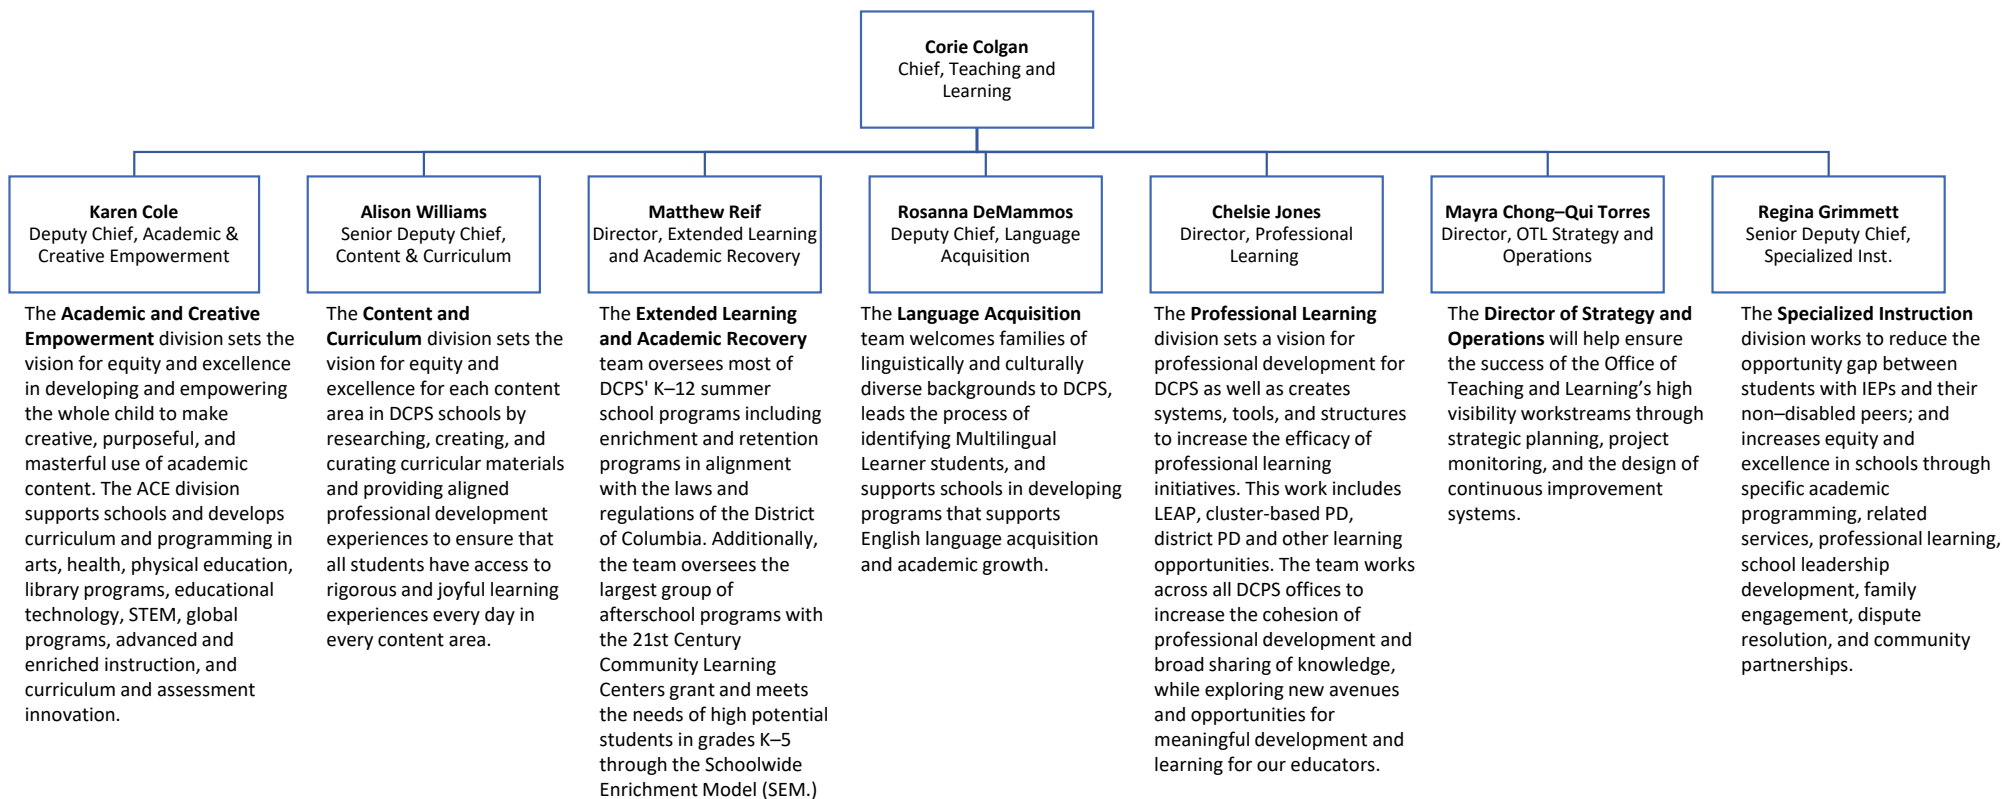 Corie Colgan
Chief, Teaching and
Learning
Karen Cole
Deputy Chief, Academic &
Creative Empowerment
The Academic and Creative
Empowerment division sets the
vision for equity and excellence
in developing and empowering
the whole child to make
creative, purposeful, and
masterful use of academic
content. The ACE division
supports schools and develops
curriculum and programming in
arts, health, physical education,
library programs, educational
technology, STEM, global
programs, advanced and
enriched instruction, and
curriculum and assessment
innovation.
Alison Williams
Senior Deputy Chief,
Content & Curriculum
The Content and
Curriculum division sets the
vision for equity and
excellence for each content
area in DCPS schools by
researching, creating, and
curating curricular materials
and providing aligned
professional development
experiences to ensure that
all students have access to
rigorous and joyful learning
experiences every day in
every content area.
Matthew Reif
Director, Extended Learning
and Academic Recovery
The Extended Learning
and Academic Recovery
team oversees most of
DCPS' K–12 summer
school programs including
enrichment and retention
programs in alignment
with the laws and
regulations of the District
of Columbia. Additionally,
the team oversees the
largest group of
afterschool programs with
the 21st Century
Community Learning
Centers grant and meets
the needs of high potential
students in grades K–5
through the Schoolwide
Enrichment Model (SEM.)
Rosanna DeMammos
Deputy Chief, Language
Acquisition
The Language Acquisition
team welcomes families of
linguistically and culturally
diverse backgrounds to DCPS,
leads the process of
identifying Multilingual
Learner students, and
supports schools in developing
programs that supports
English language acquisition
and academic growth.
Chelsie Jones
Director, Professional
Learning
The Professional Learning
division sets a vision for
professional development for
DCPS as well as creates
systems, tools, and structures
to increase the efficacy of
professional learning
initiatives. This work includes
LEAP, cluster-based PD,
district PD and other learning
opportunities. The team works
across all DCPS offices to
increase the cohesion of
professional development and
broad sharing of knowledge,
while exploring new avenues
and opportunities for
meaningful development and
learning for our educators.
Mayra Chong–Qui Torres
Director, OTL Strategy and
Operations
The Director of Strategy and
Operations will help ensure
the success of the Office of
Teaching and Learning’s high
visibility workstreams through
strategic planning, project
monitoring, and the design of
continuous improvement
systems.
Regina Grimmett
Senior Deputy Chief,
Specialized Inst.
The Specialized Instruction
division works to reduce the
opportunity gap between
students with IEPs and their
non–disabled peers; and
increases equity and
excellence in schools through
specific academic
programming, related
services, professional learning,
school leadership
development, family
engagement, dispute
resolution, and community
partnerships.